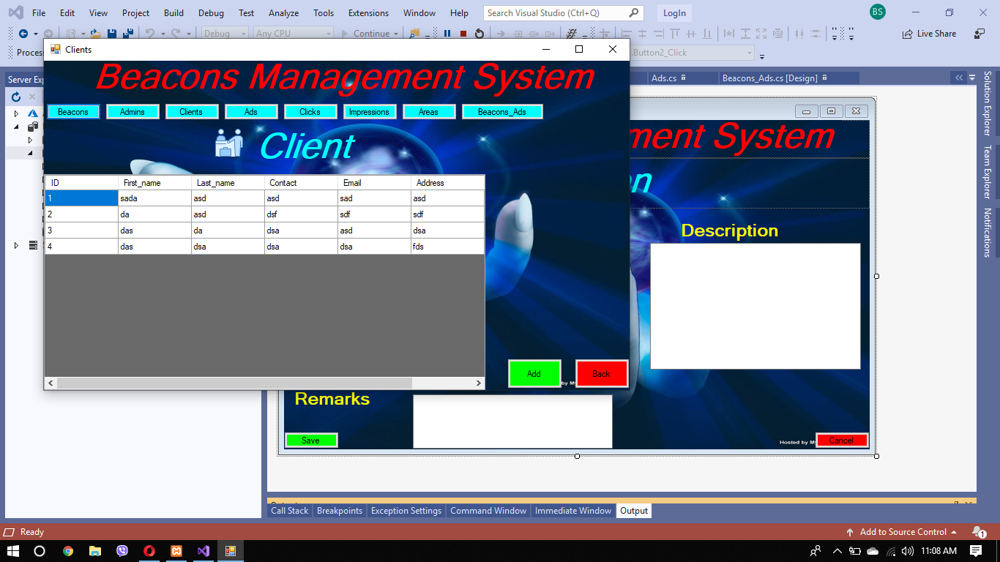 File Edit View Project Build Debug Test Analyze Tools Extensions Window Help Search Visual Studio (Ctrl+Q) LogIn BS
Debug Any CPU Continue Live Share
Proces .Button2_Click
Clients
Server Exp Ads.cs Beacons_Ads.cs [Design]
Beacons Management System
Beacons Admins Clients Ads Clicks Impressions Areas Beacons_Ads
Client
ID First_name Last_name Contact Email Address
1 sada asd asd sad asd
2 da asd dsf sdf sdf
3 das da dsa asd dsa
4 das dsa dsa dsa fds
Add Back
ment System
on
Description
Remarks
Save Hosted by My Cancel
Solution Explorer
Team Explorer
Notifications
Call Stack Breakpoints Exception Settings Command Window Immediate Window Output
Ready Add to Source Control 1
11:08 AM